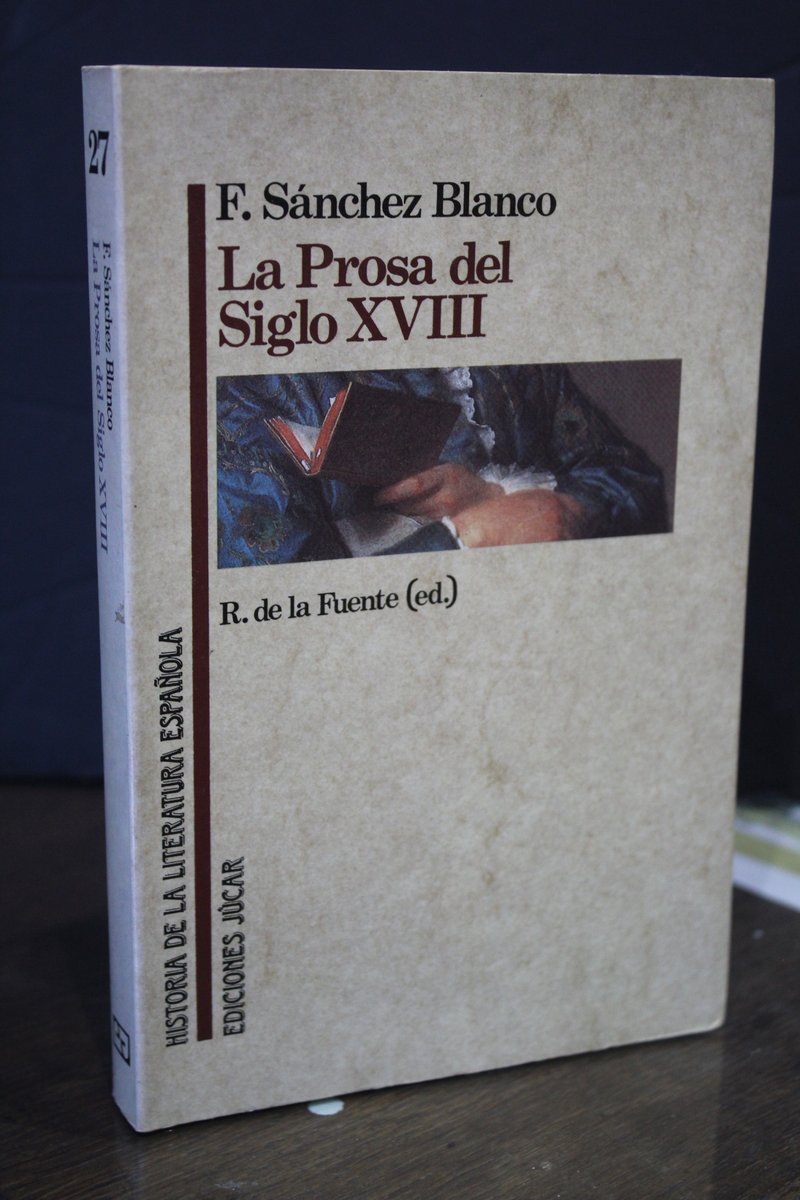 27
F. Sánchez Blanco
La Prosa del Siglo XVIII
F. Sánchez Blanco
La Prosa del
Siglo XVIII
R. de la Fuente (ed.)
HISTORIA DE LA LITERATURA ESPAÑOLA
EDICIONES JÚCAR